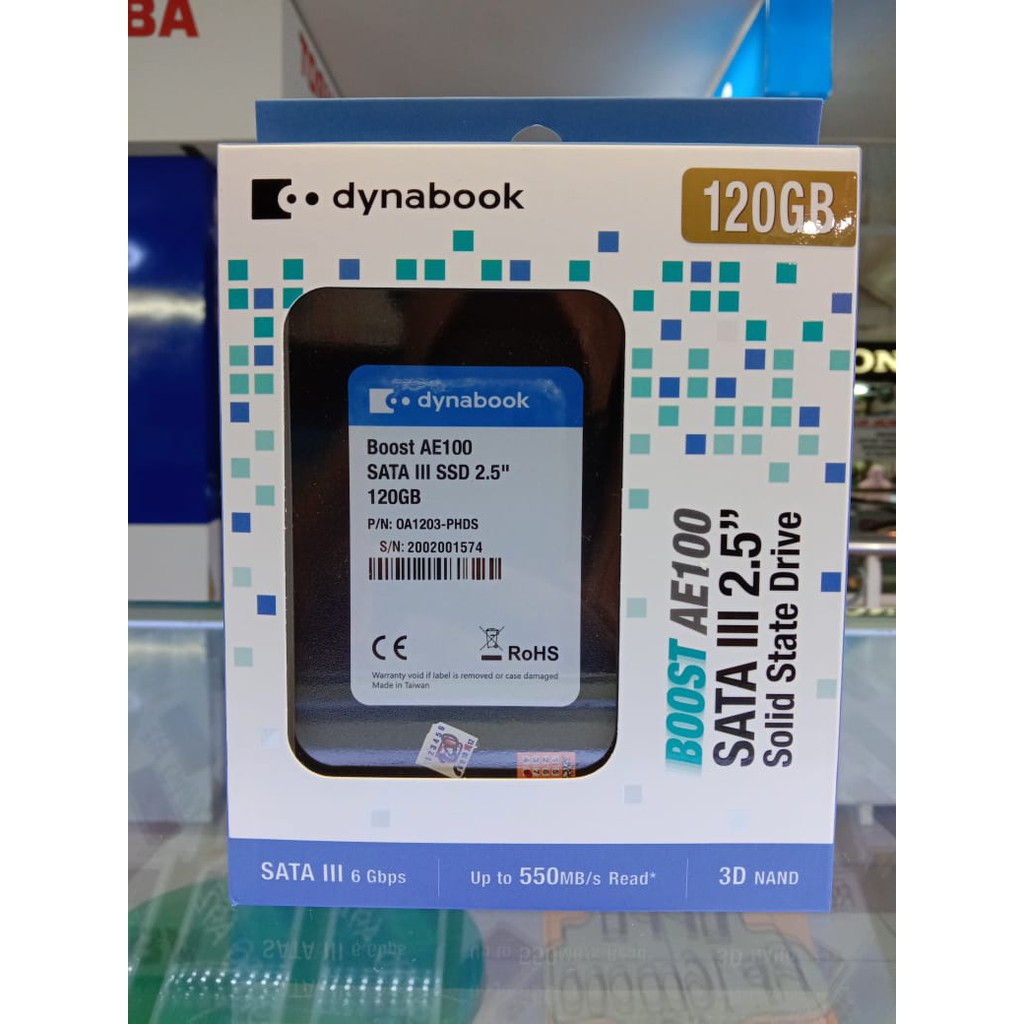 BA
dynabook
120GB
dynabook
Boost AE100
SATA III SSD 2.5"
120GB
P/N: OA1203-PHDS
S/N: 2002001574
CE
RoHS
Warranty void if label is removed or case damaged
Made in Taiwan
BOOST AE100
SATA III 2.5”
Solid State Drive
SATA III 6 Gbps
Up to 550MB/s Read*
3D NAND
ON